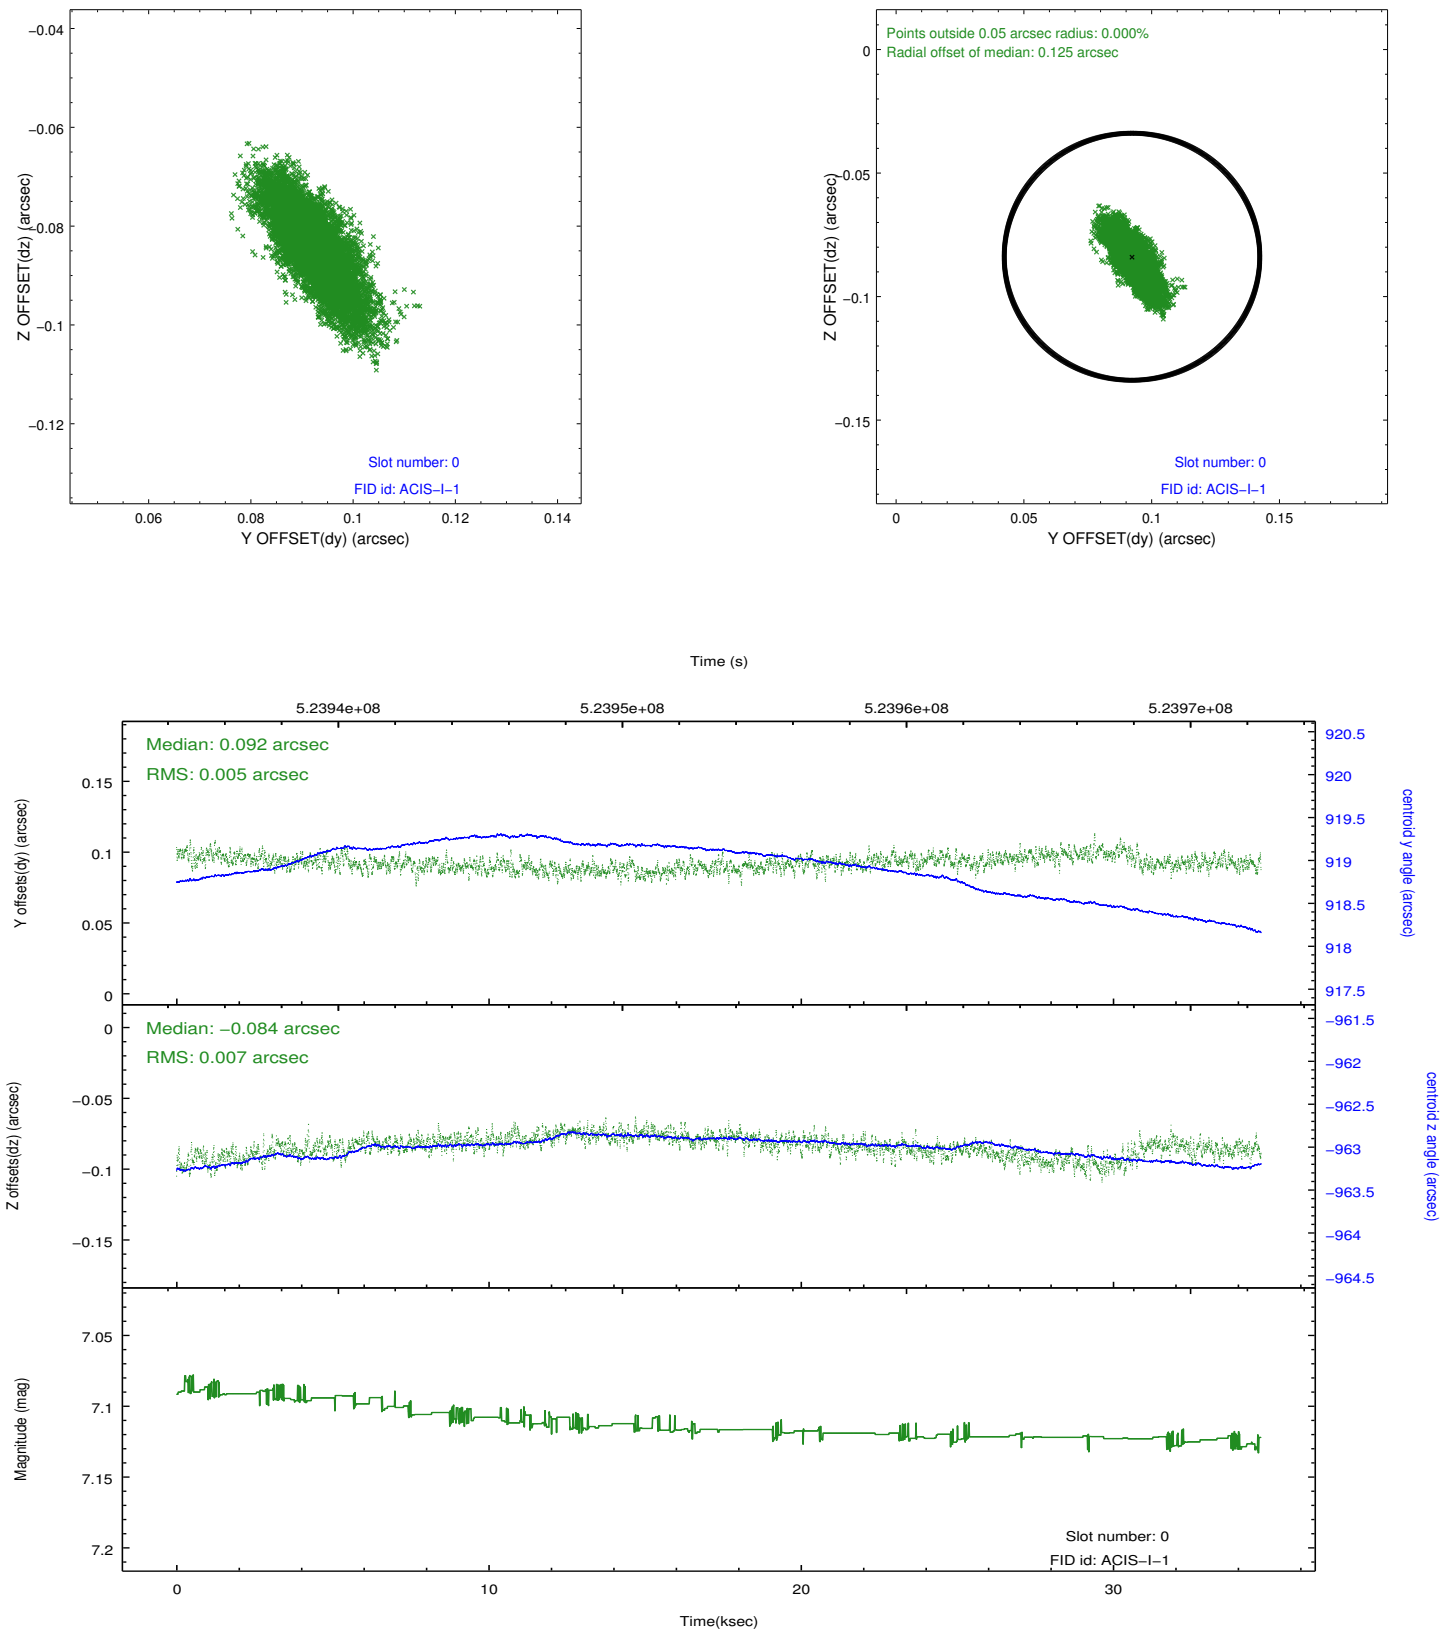 −0.04
−0.06
−0.08
−0.1
−0.12
Z OFFSET(dz) (arcsec)
Slot number: 0
FID id: ACIS−I−1
0.06 0.08 0.1 0.12 0.14
Y OFFSET(dy) (arcsec)
Points outside 0.05 arcsec radius: 0.000%
Radial offset of median: 0.125 arcsec
0
−0.05
−0.1
−0.15
Z OFFSET(dz) (arcsec)
Slot number: 0
FID id: ACIS−I−1
0 0.05 0.1 0.15
Y OFFSET(dy) (arcsec)
Time (s)
5.2394e+08 5.2395e+08 5.2396e+08 5.2397e+08
Median: 0.092 arcsec
RMS: 0.005 arcsec
0.15
0.1
0.05
0
Y offsets(dy) (arcsec)
920.5
920
919.5
919
918.5
918
917.5
centroid y angle (arcsec)
Median: −0.084 arcsec
RMS: 0.007 arcsec
0
−0.05
−0.1
−0.15
Z offsets(dz) (arcsec)
−961.5
−962
−962.5
−963
−963.5
−964
−964.5
centroid z angle (arcsec)
7.05
7.1
7.15
7.2
Magnitude (mag)
Slot number: 0
FID id: ACIS−I−1
0 10 20 30
Time(ksec)